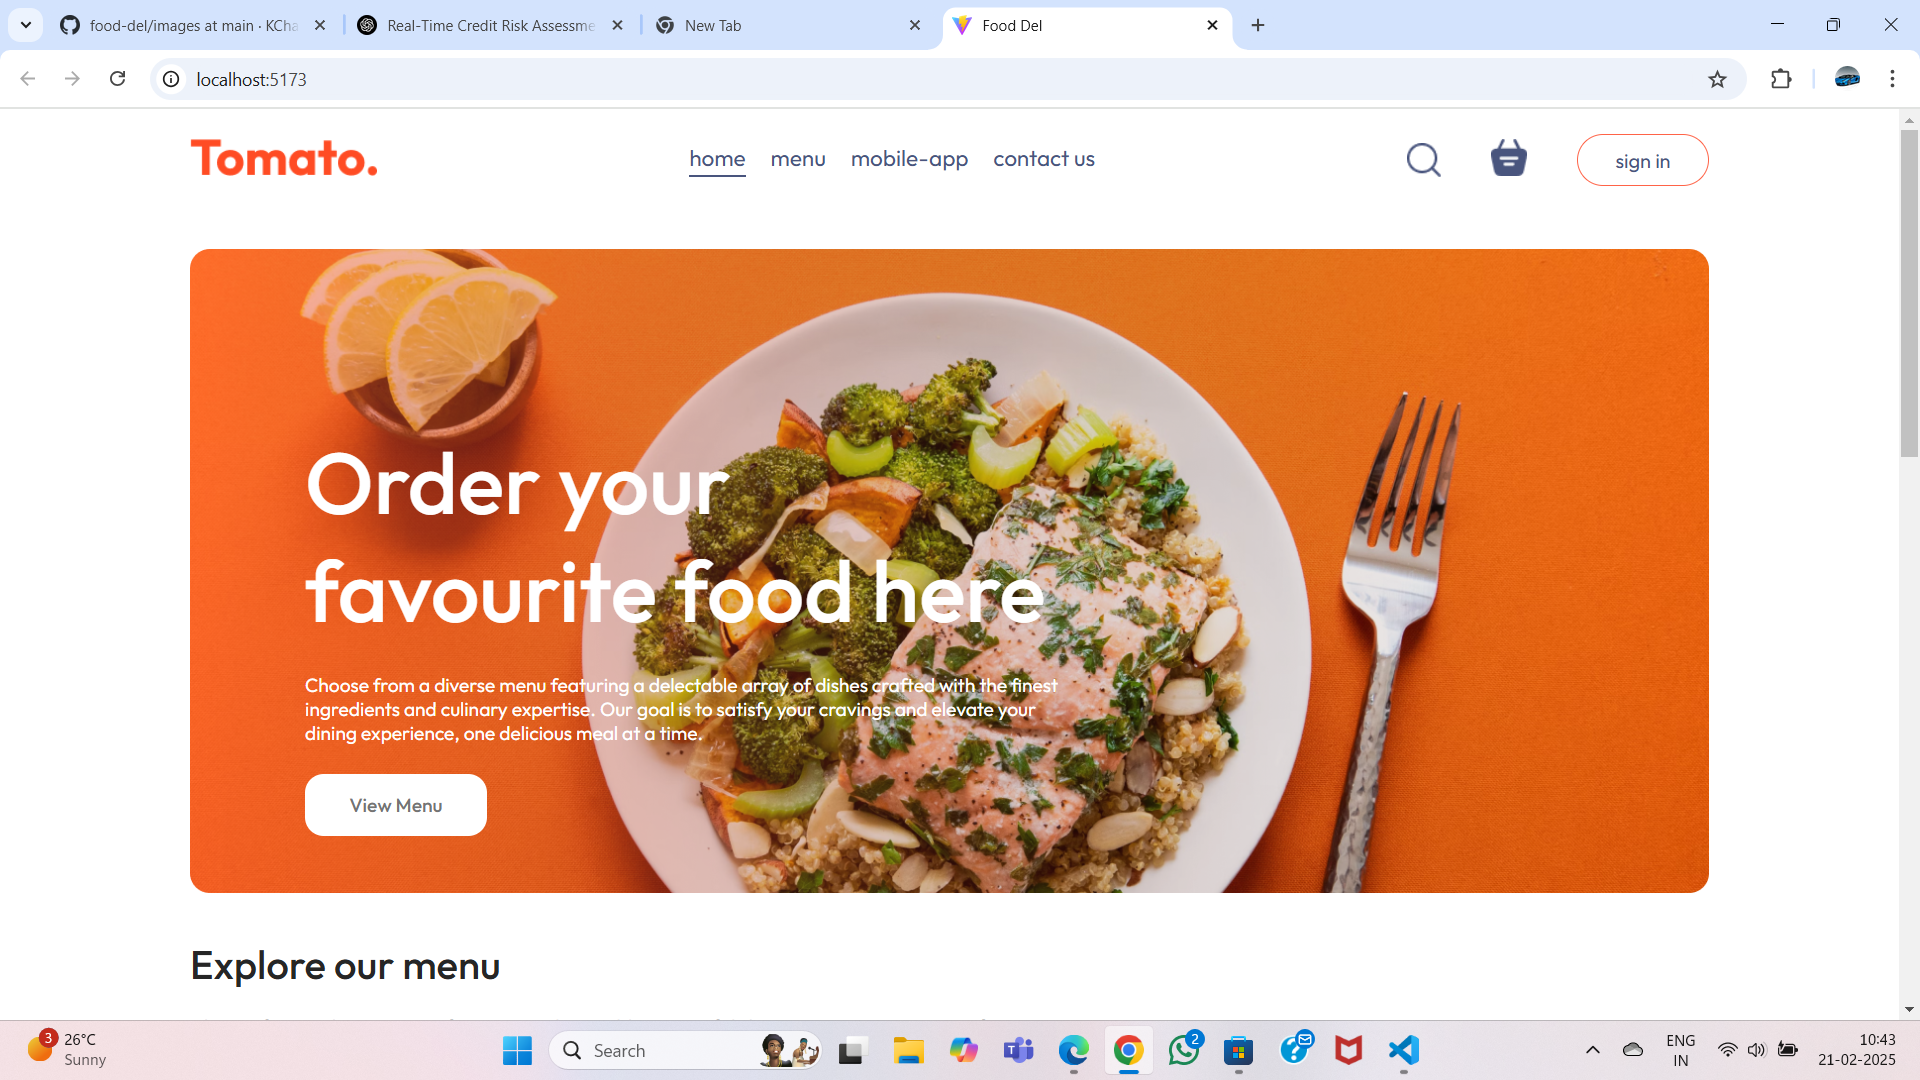 food-del/images at main · KCha
Real-Time Credit Risk Assessme
New Tab
Food Del
localhost:5173
Tomato.
home
menu
mobile-app
contact us
sign in
Order your
favourite food here
Choose from a diverse menu featuring a delectable array of dishes crafted with the finest
ingredients and culinary expertise. Our goal is to satisfy your cravings and elevate your
dining experience, one delicious meal at a time.
View Menu
Explore our menu
3
26°C
Sunny
Search
2
ENG
IN
10:43
21-02-2025